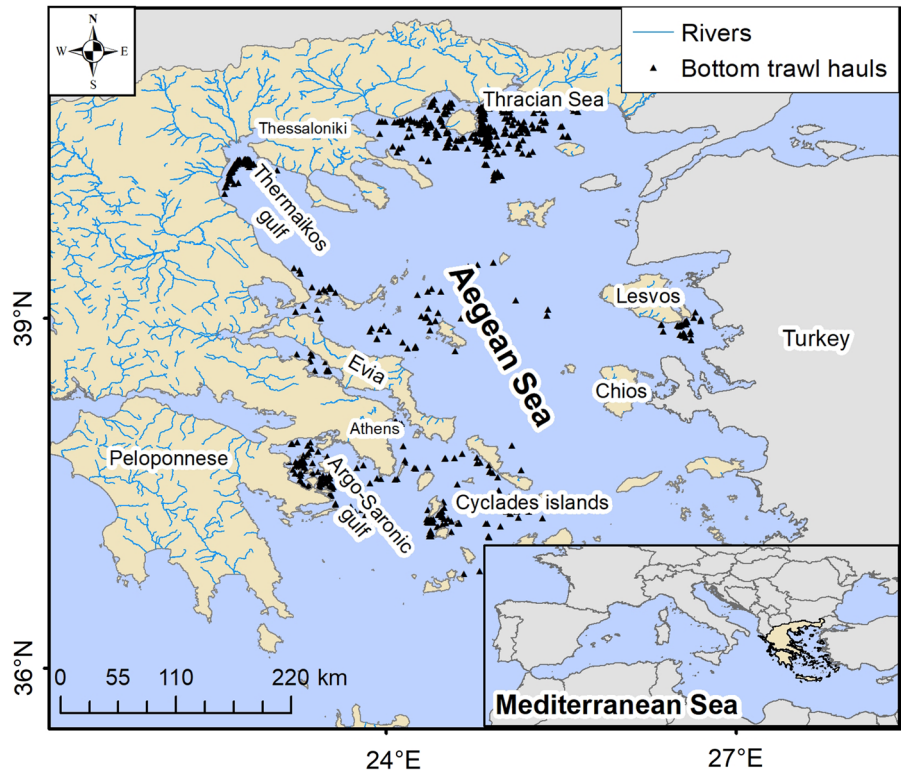 N
W E
S
Rivers
Bottom trawl hauls
Thracian Sea
Thessaloniki
Thermaikos
gulf
Aegean Sea
39°N
Lesvos
Turkey
Evia
Chios
Athens
Peloponnese
Argo-Saronic
gulf
Cyclades islands
36°N
0 55 110 220 km
Mediterranean Sea
24°E 27°E